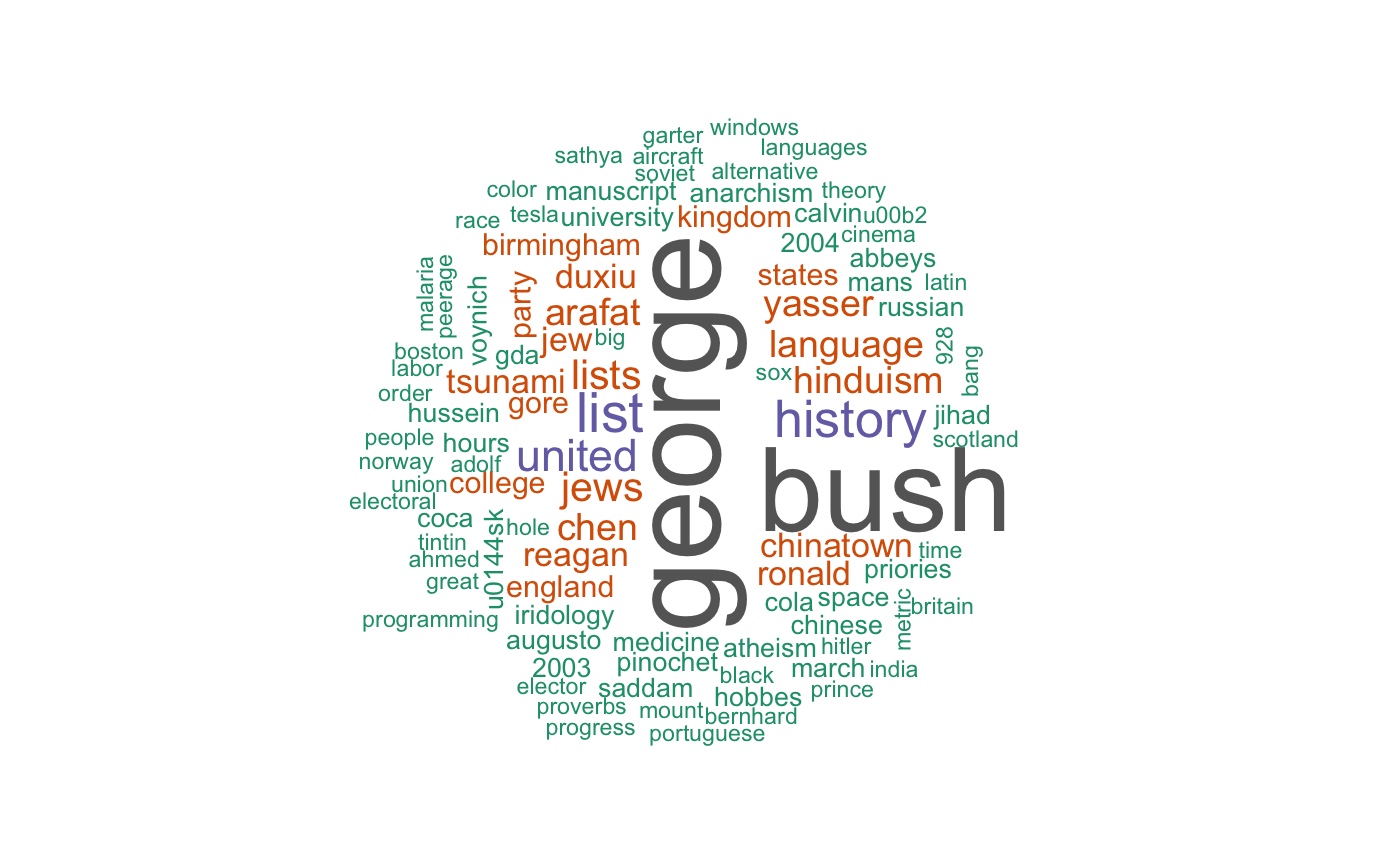 windows
garter
languages
sathya
aircraft
soviet
alternative
color
manuscript
anarchism
theory
race
tesla
university
kingdom
calvin
u00b2
birmingham
2004
cinema
george
abbeys
malaria
peerage
voynich
party
duxiu
states
mans
latin
arafat
yasser
russian
jew
big
language
928
boston
gda
bang
labor
tsunami
lists
sox
hinduism
order
gore
list
history
jihad
hussein
people
hours
united
scotland
norway
adolf
bush
union
college
jews
electoral
coca
u0144sk
hole
chen
tintin
chinatown
time
ahmed
reagan
ronald
priories
great
england
cola
space
metric
britain
programming
iridology
chinese
augusto
medicine
atheism
hitler
2003
pinochet
black
march
india
elector
saddam
hobbes
prince
proverbs
mount
bernhard
progress
portuguese